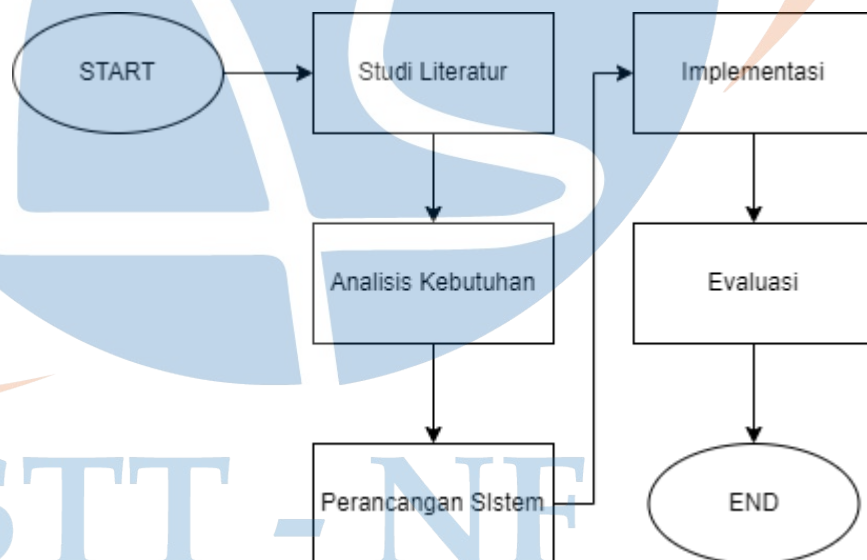 START
Studi Literatur
Analisis Kebutuhan
Perancangan SIstem
Implementasi
Evaluasi
END
STT - NF